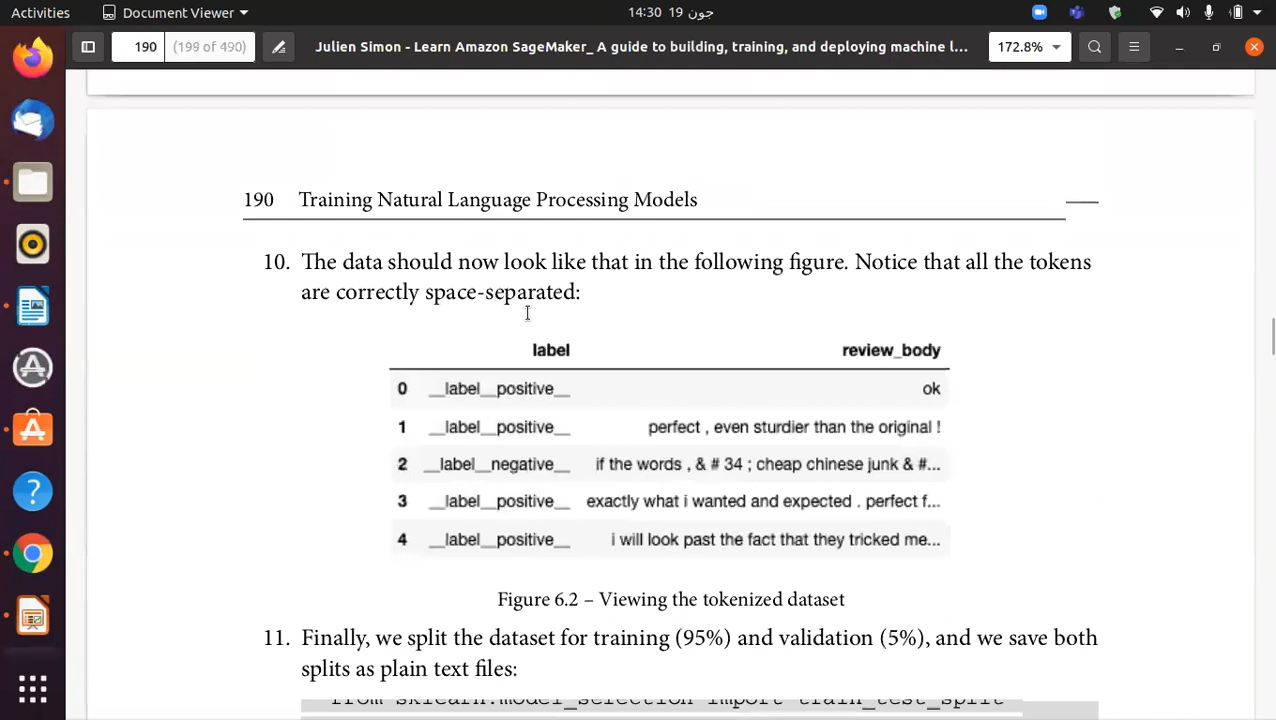 Activities Document Viewer 14:30 19 جون
190 (199 of 490) Julien Simon - Learn Amazon SageMaker_ A guide to building, training, and deploying machine l... 172.8%
190 Training Natural Language Processing Models
10. The data should now look like that in the following figure. Notice that all the tokens
are correctly space-separated:
label review_body
0 __label__positive__ ok
1 __label__positive__ perfect , even sturdier than the original !
2 __label__negative__ if the words , & # 34 ; cheap chinese junk & #...
3 __label__positive__ exactly what i wanted and expected . perfect f...
4 __label__positive__ i will look past the fact that they tricked me...
Figure 6.2 – Viewing the tokenized dataset
11. Finally, we split the dataset for training (95%) and validation (5%), and we save both
splits as plain text files:
from sklearn.model_selection import train_test_split